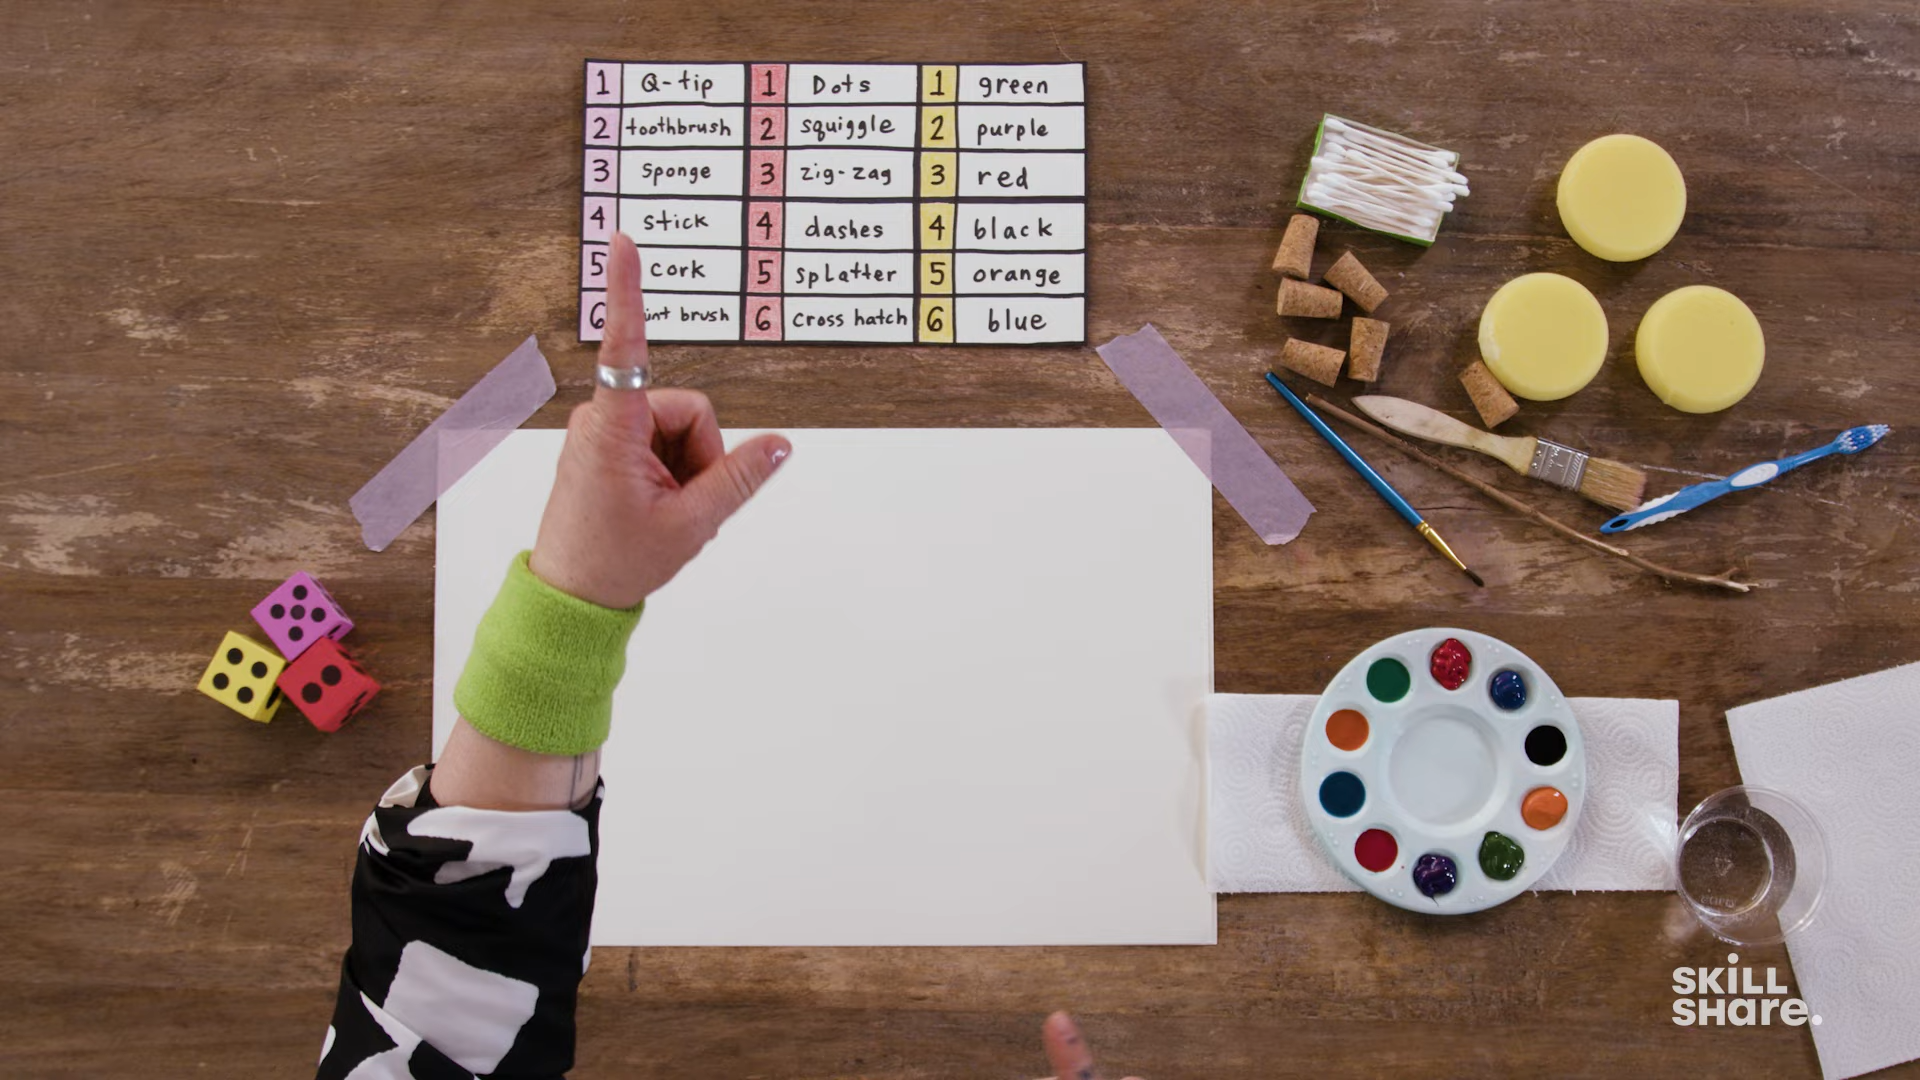 1 Q-tip 1 Dots 1 green
2 toothbrush 2 squiggle 2 purple
3 Sponge 3 zig-zag 3 red
4 stick 4 dashes 4 black
5 cork 5 splatter 5 orange
6 brush 6 cross hatch 6 blue
SKILL
SHare.